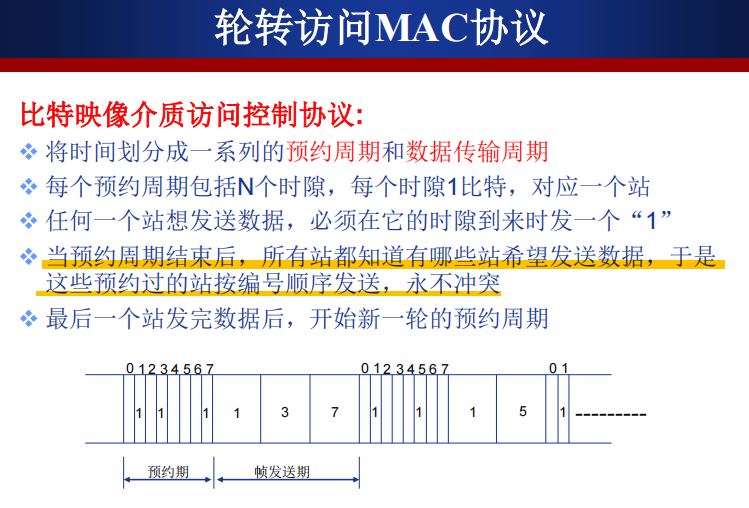 轮转访问MAC协议
比特映像介质访问控制协议:
将时间划分成一系列的预约周期和数据传输周期
每个预约周期包括N个时隙，每个时隙1比特，对应一个站
任何一个站想发送数据，必须在它的时隙到来时发一个“1”
当预约周期结束后，所有站都知道有哪些站希望发送数据，于是
这些预约过的站按编号顺序发送，永不冲突
最后一个站发完数据后，开始新一轮的预约周期
0 1 2 3 4 5 6 7 0 1 2 3 4 5 6 7 0 1
1 1 1 1 3 7 1 1 1 5 1
预约期 帧发送期